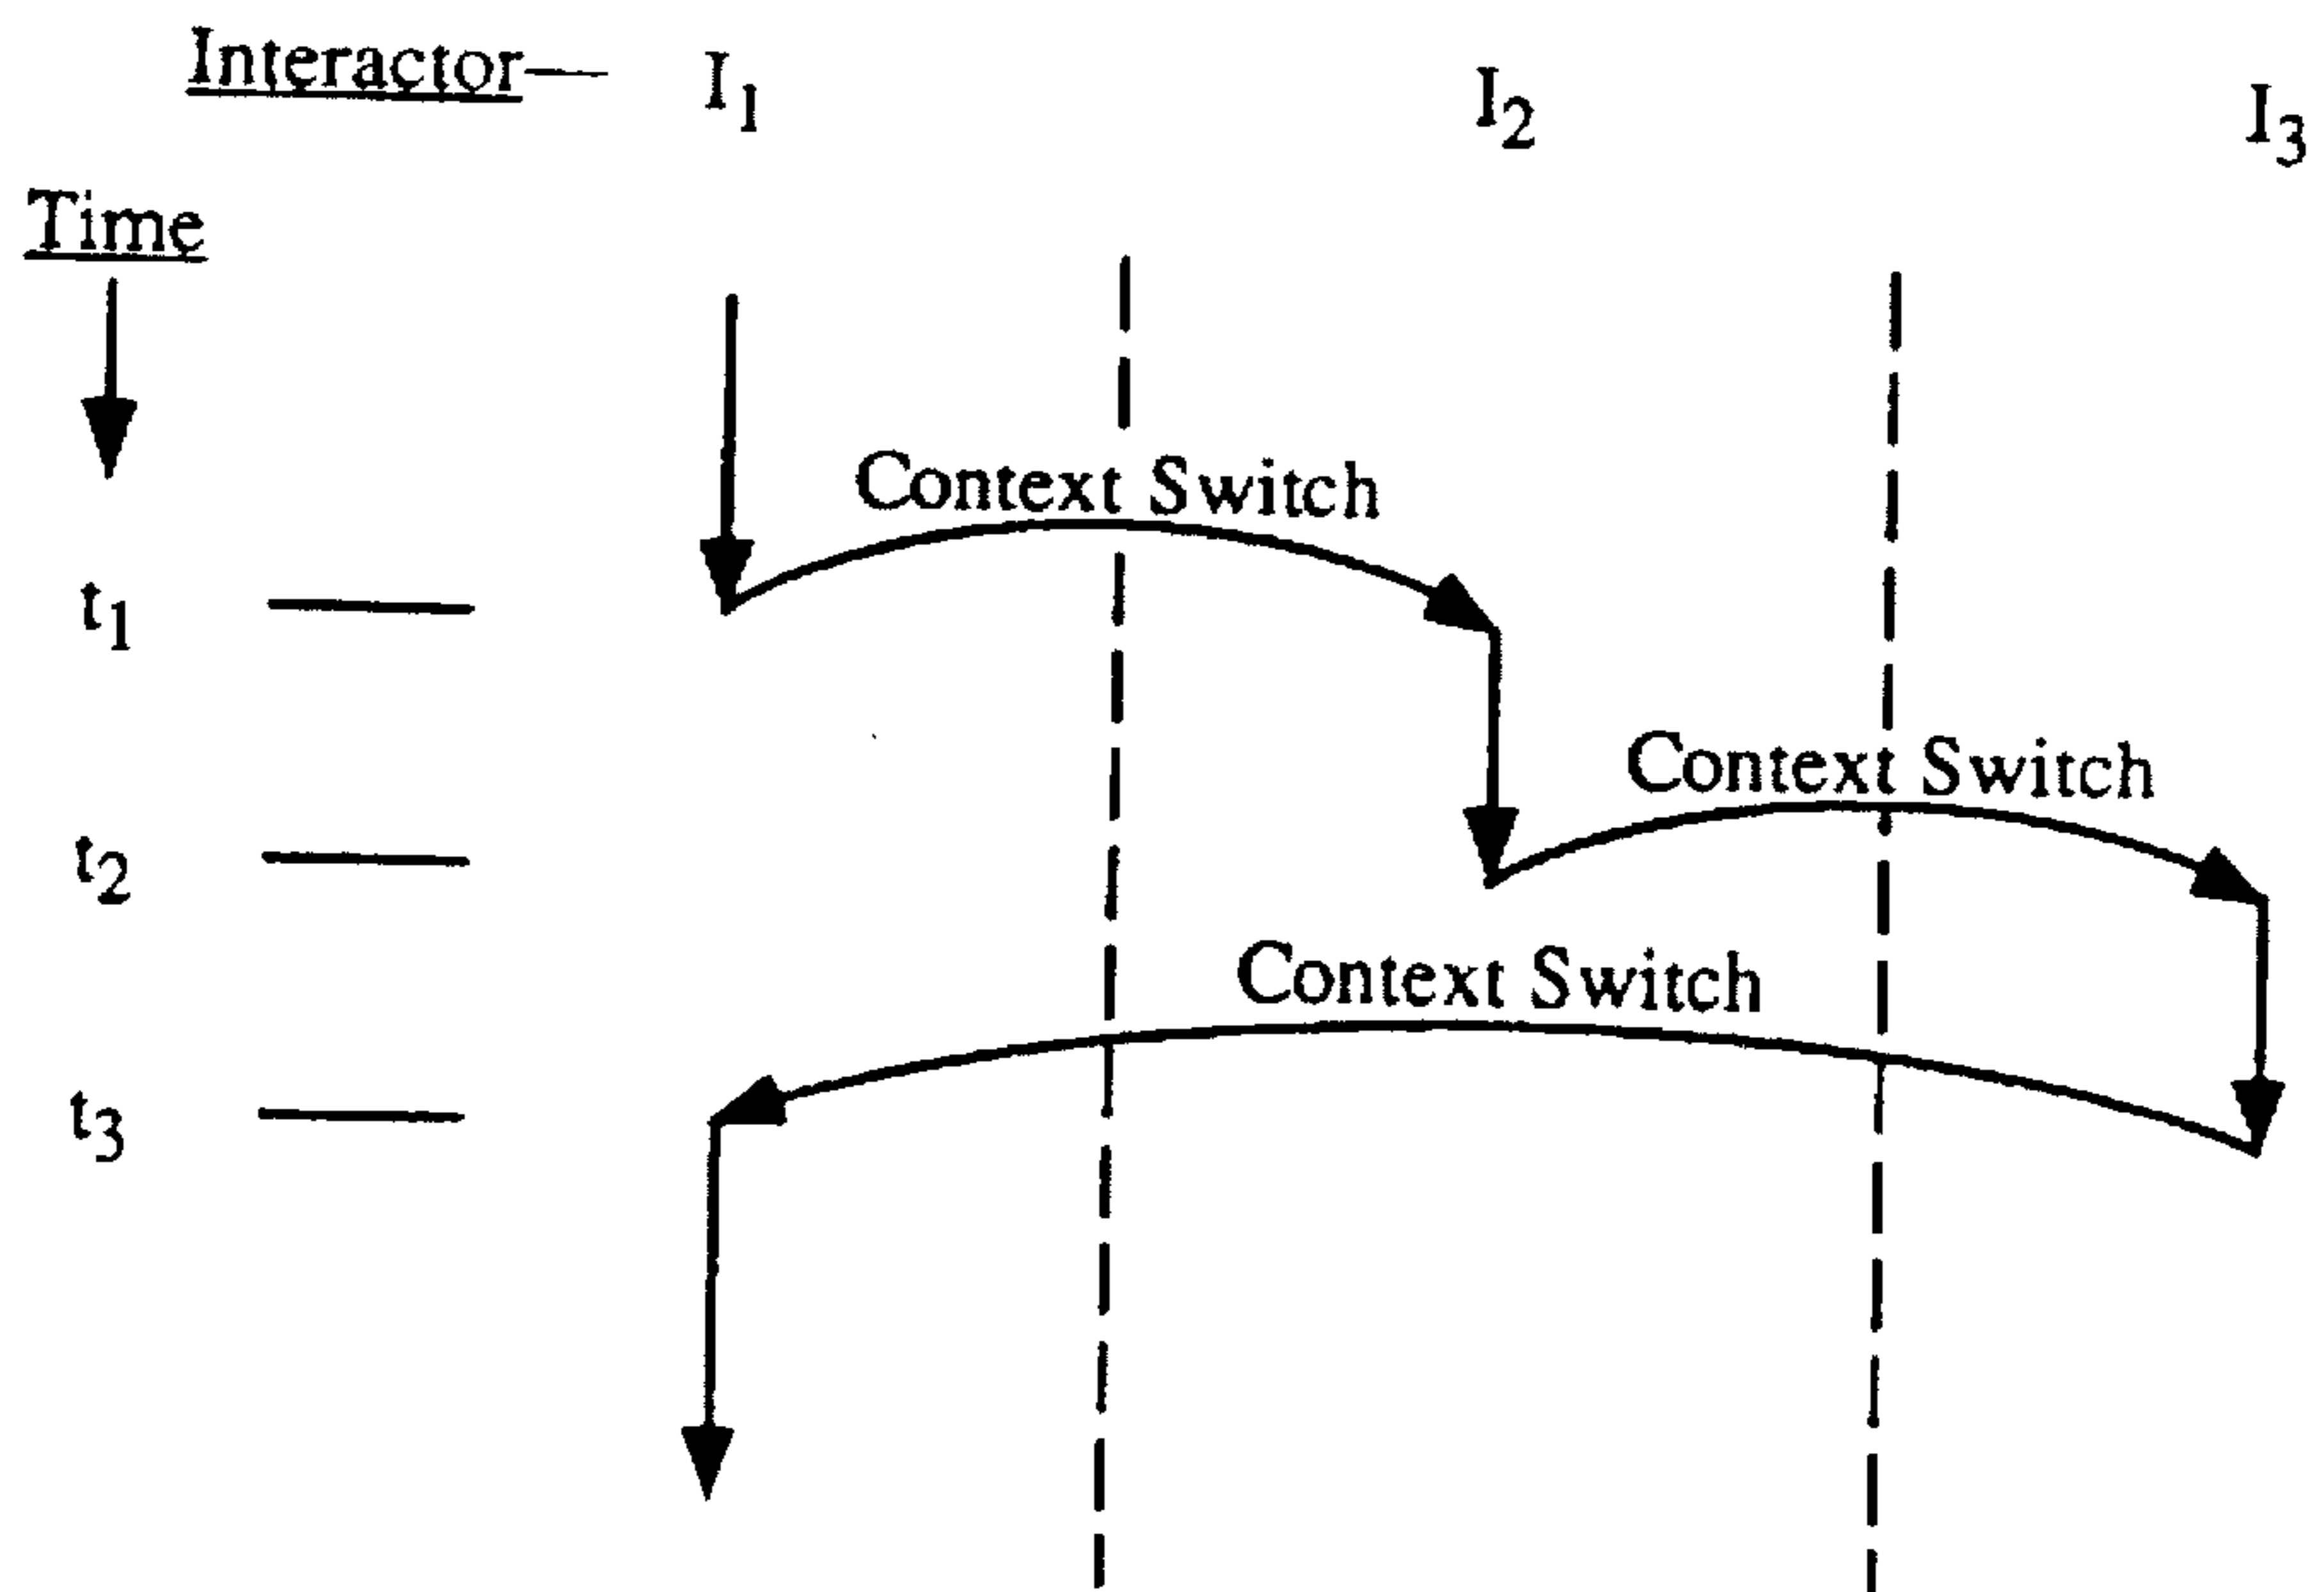 Interactor I₁ I₂ I₃
Time
Context Switch
t₁
Context Switch
t₂
Context Switch
t₃